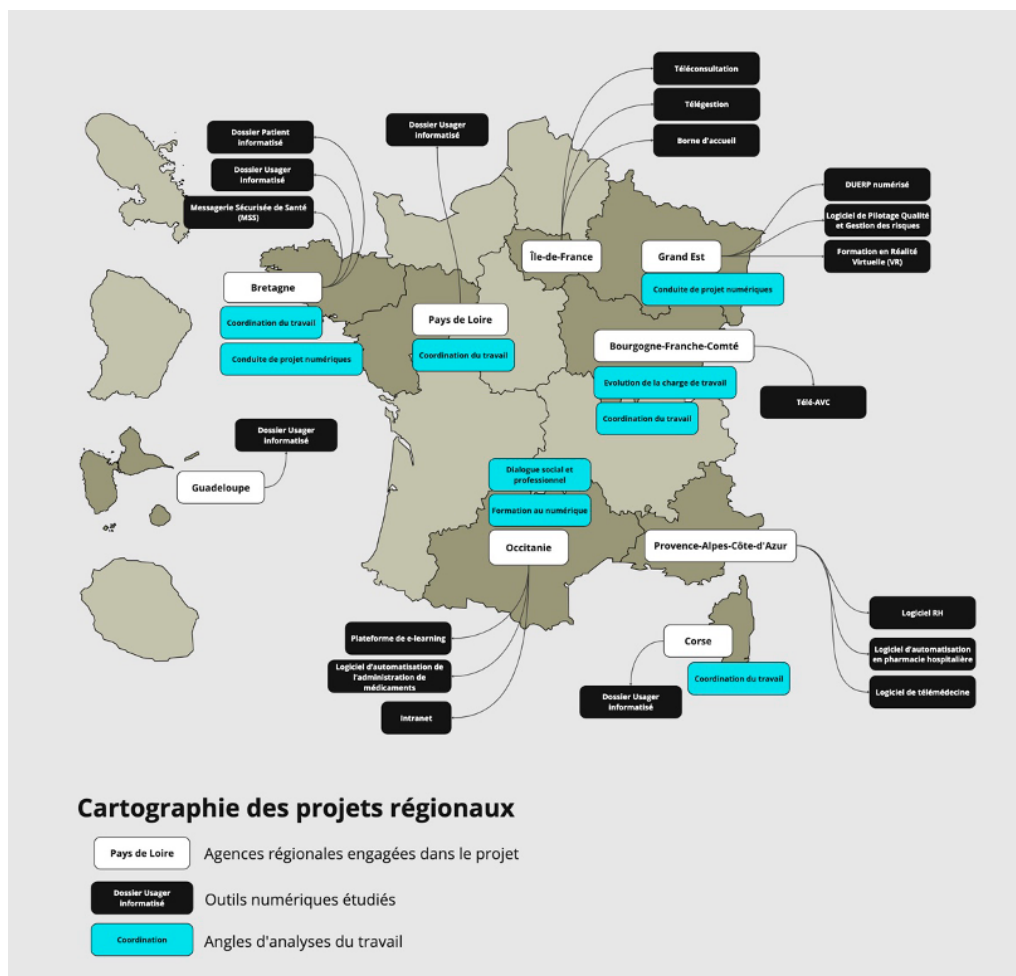 Téléconsultation
Télégestion
Borne d'accueil
Dossier Usager
informatisé
Dossier Patient
informatisé
Dossier Usager
informatisé
Messagerie Sécurisée de Santé
(MSS)
DUERP numérisé
Logiciel de Pilotage Qualité
et Gestion des risques
Formation en Réalité
Virtuelle (VR)
Île-de-France
Grand Est
Conduite de projet numériques
Bretagne
Coordination du travail
Conduite de projet numériques
Pays de Loire
Coordination du travail
Bourgogne-Franche-Comté
Evolution de la charge de travail
Coordination du travail
Télé-AVC
Dossier Usager
informatisé
Guadeloupe
Dialogue social et
professionnel
Formation au numérique
Occitanie
Provence-Alpes-Côte-d'Azur
Plateforme de e-learning
Logiciel d'automatisation de
l'administration de
médicaments
Intranet
Corse
Coordination du travail
Dossier Usager
informatisé
Logiciel RH
Logiciel d'automatisation
en pharmacie hospitalière
Logiciel de télémédecine
Cartographie des projets régionaux
Pays de Loire
Agences régionales engagées dans le projet
Dossier Usager
informatisé
Outils numériques étudiés
Coordination
Angles d'analyses du travail